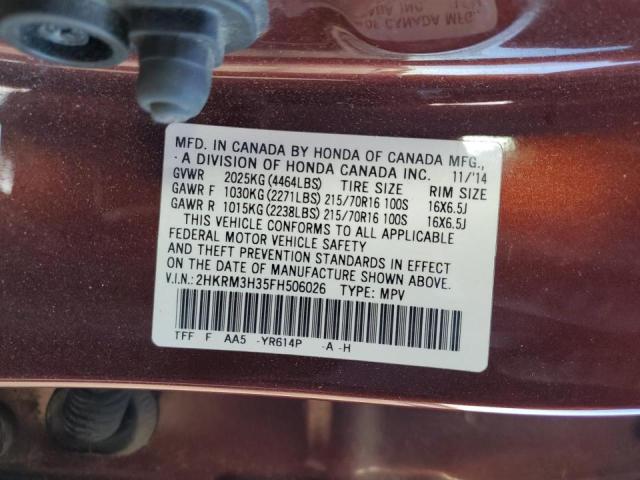 MFD. IN CANADA BY HONDA OF CANADA MFG.,
A DIVISION OF HONDA CANADA INC. 11/'14
GVWR 2025KG (4464LBS) TIRE SIZE RIM SIZE
GAWR F 1030KG (2271LBS) 215/70R16 100S 16X6.5J
GAWR R 1015KG (2238LBS) 215/70R16 100S 16X6.5J
THIS VEHICLE CONFORMS TO ALL APPLICABLE
FEDERAL MOTOR VEHICLE SAFETY
AND THEFT PREVENTION STANDARDS IN EFFECT
ON THE DATE OF MANUFACTURE SHOWN ABOVE.
V.I.N.: 2HKRM3H35FH506026 TYPE: MPV
TFF F AA5 -YR614P -A -H